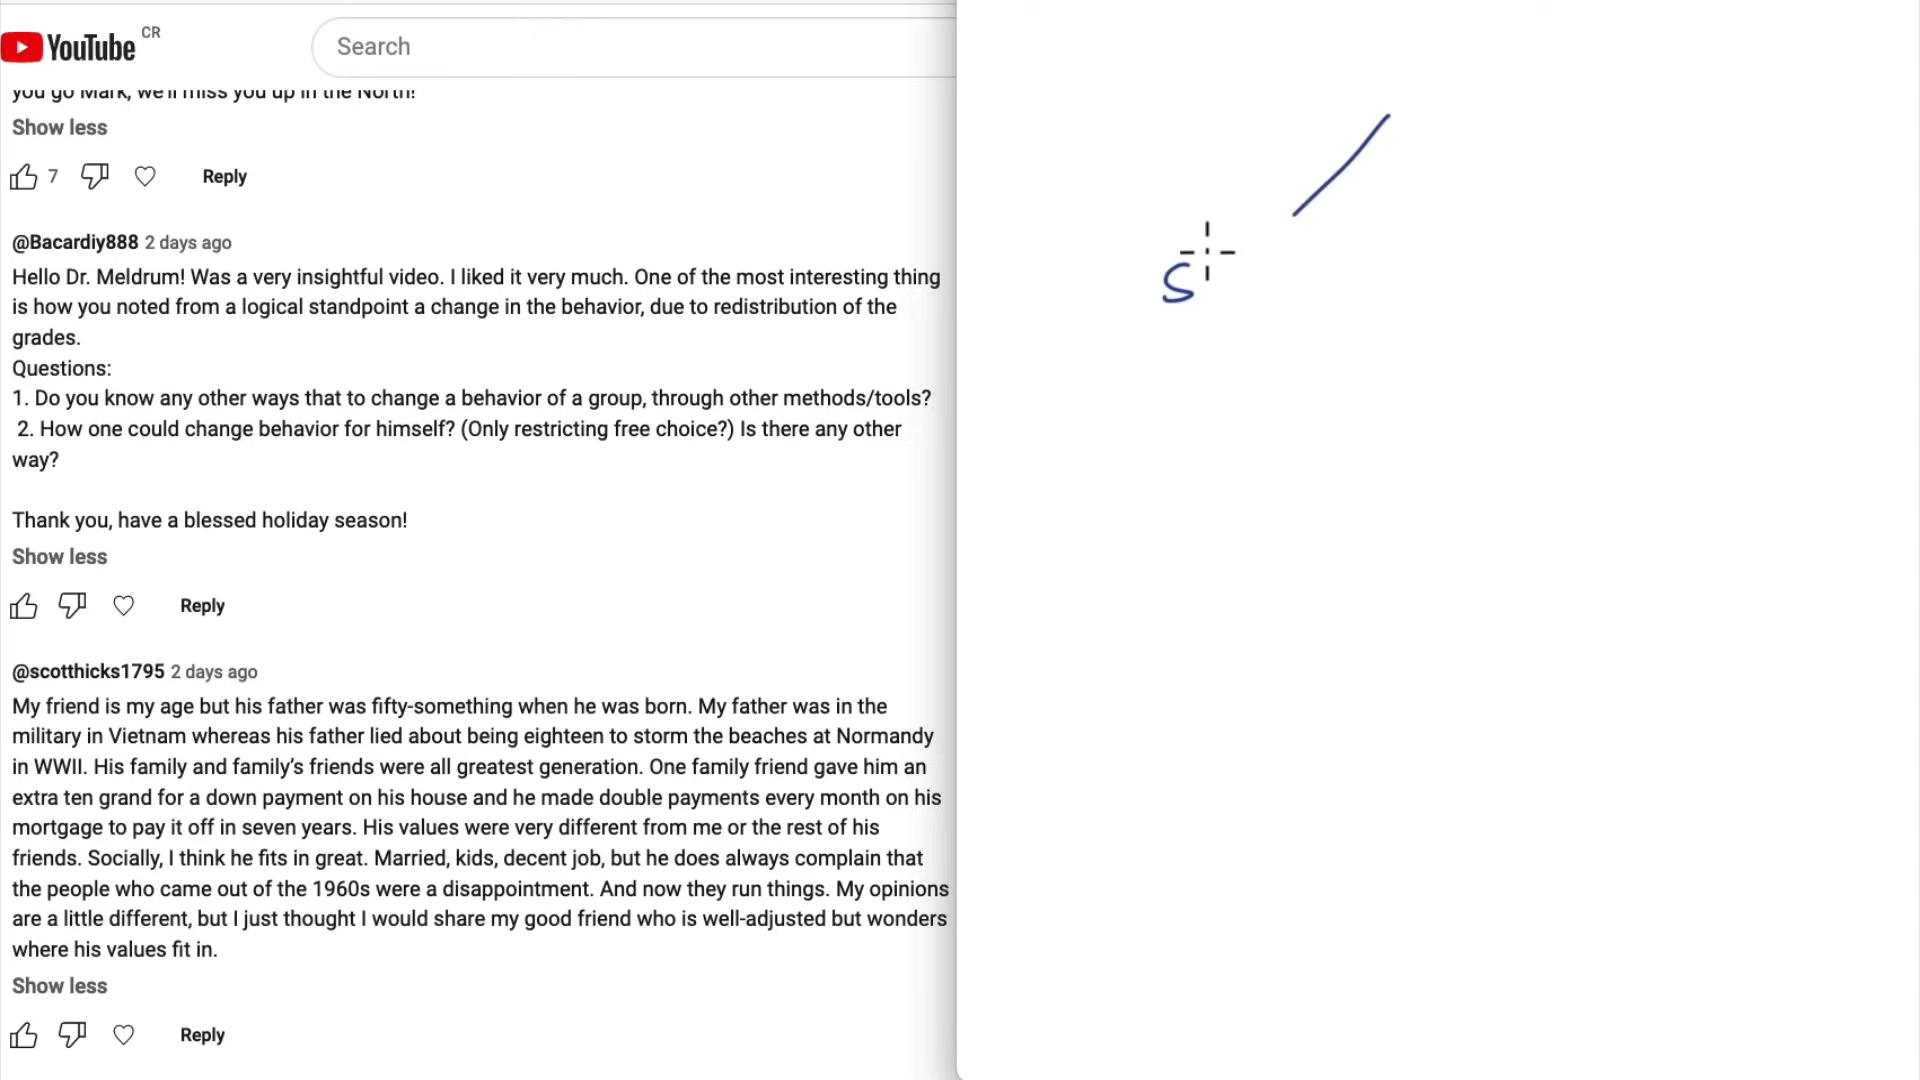 YouTube CR
Search
you go Mark, we'll miss you up in the North!
Show less
7 Reply
@Bacardiy888 2 days ago
Hello Dr. Meldrum! Was a very insightful video. I liked it very much. One of the most interesting thing
is how you noted from a logical standpoint a change in the behavior, due to redistribution of the
grades.
Questions:
1. Do you know any other ways that to change a behavior of a group, through other methods/tools?
2. How one could change behavior for himself? (Only restricting free choice?) Is there any other
way?
Thank you, have a blessed holiday season!
Show less
Reply
@scotthicks1795 2 days ago
My friend is my age but his father was fifty-something when he was born. My father was in the
military in Vietnam whereas his father lied about being eighteen to storm the beaches at Normandy
in WWII. His family and family’s friends were all greatest generation. One family friend gave him an
extra ten grand for a down payment on his house and he made double payments every month on his
mortgage to pay it off in seven years. His values were very different from me or the rest of his
friends. Socially, I think he fits in great. Married, kids, decent job, but he does always complain that
the people who came out of the 1960s were a disappointment. And now they run things. My opinions
are a little different, but I just thought I would share my good friend who is well-adjusted but wonders
where his values fit in.
Show less
Reply
S